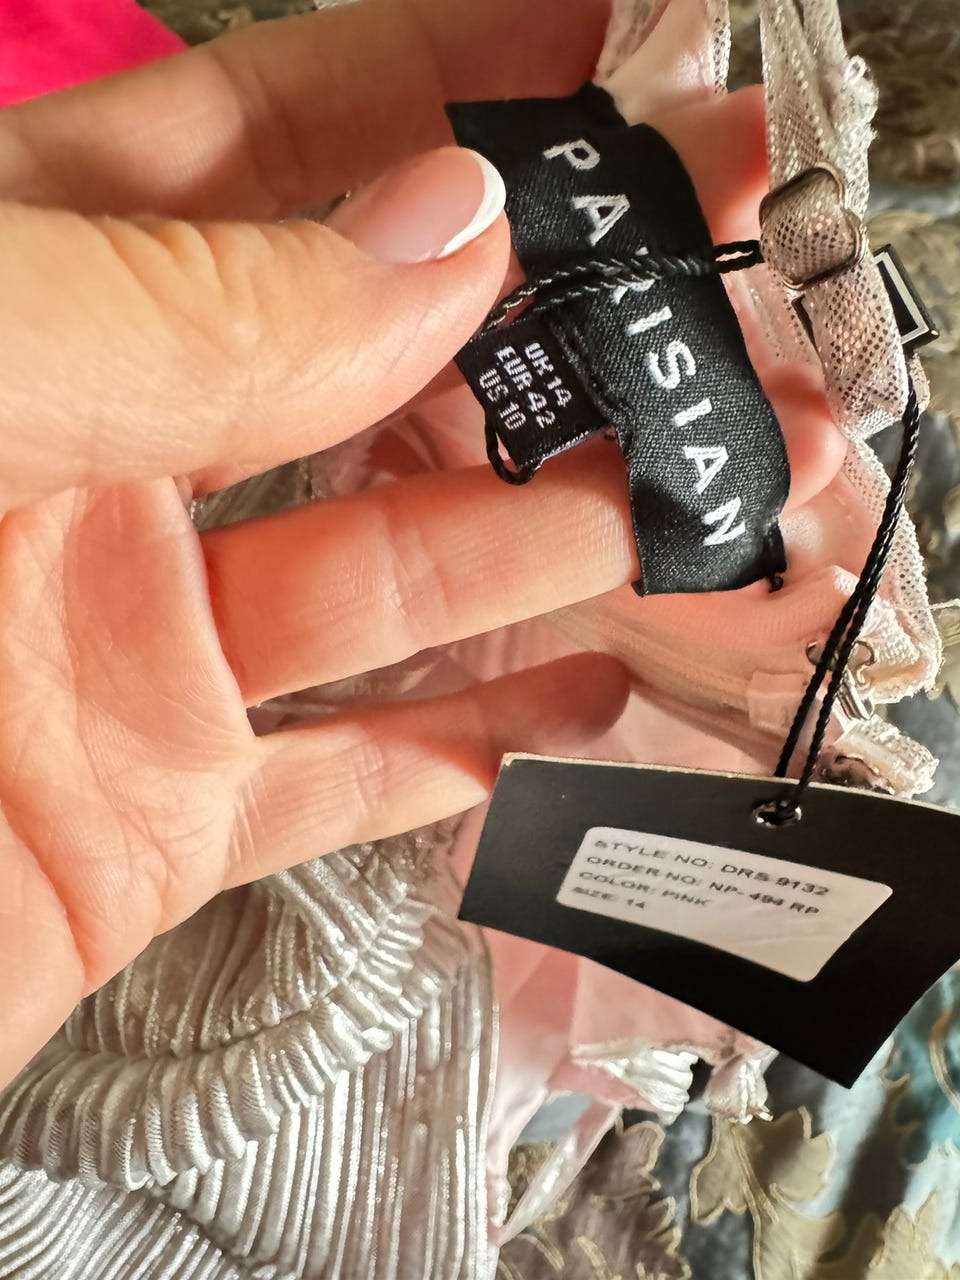 PARISIAN
UK 14
EUR 42
US 10
STYLE NO: DRS 9132
ORDER NO: NP-494 RP
COLOR: PINK
SIZE: 14